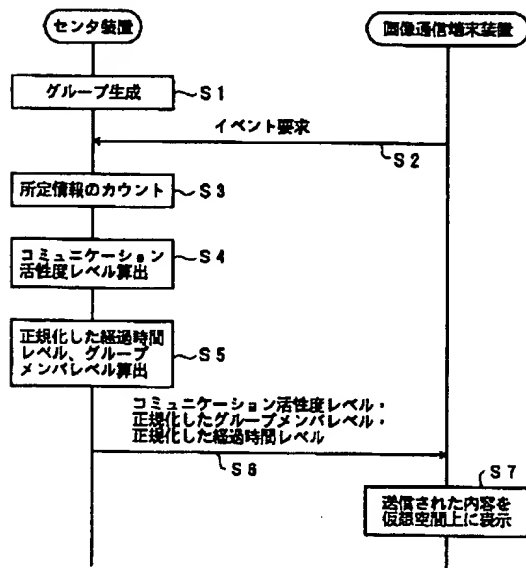 センタ装置
画像通信端末装置
グループ生成
S1
イベント要求
S2
所定情報のカウント
S3
コミュニケーション
活性度レベル算出
S4
正規化した経過時間
レベル、グループ
メンバレベル算出
S5
コミュニケーション活性度レベル・
正規化したグループメンバレベル・
正規化した経過時間レベル
S6
S7
送信された内容を
仮想空間上に表示